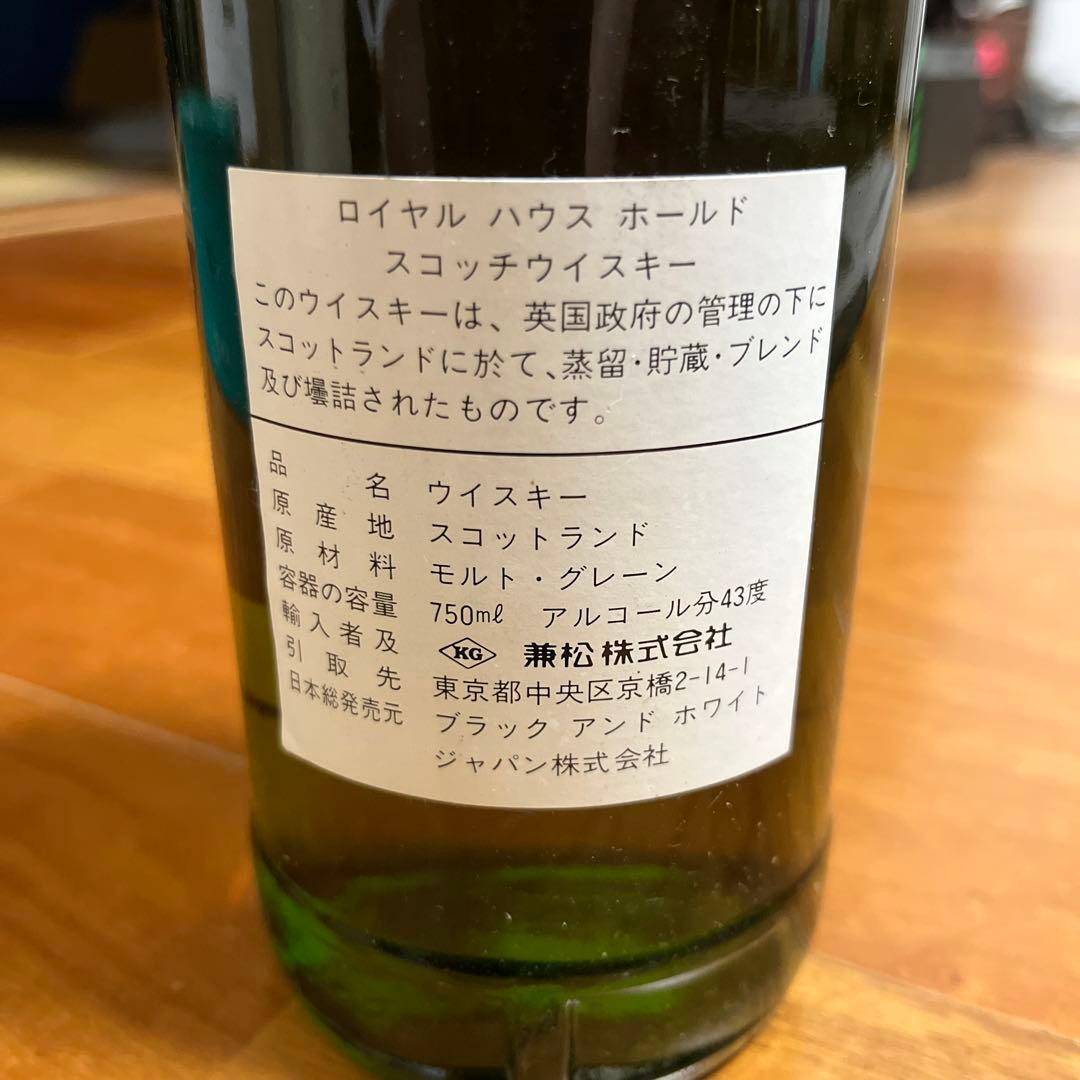 ロイヤル ハウス ホールド
スコッチウイスキー
このウイスキーは、英国政府の管理の下に
スコットランドに於て、蒸留・貯蔵・ブレンド
及び壜詰されたものです。
品名 ウイスキー
原産地 スコットランド
原材料 モルト・グレーン
容器の容量 750ml アルコール分43度
輸入者及 KG 兼松株式会社
引取先 東京都中央区京橋2-14-1
日本総発売元 ブラック アンド ホワイト
ジャパン株式会社